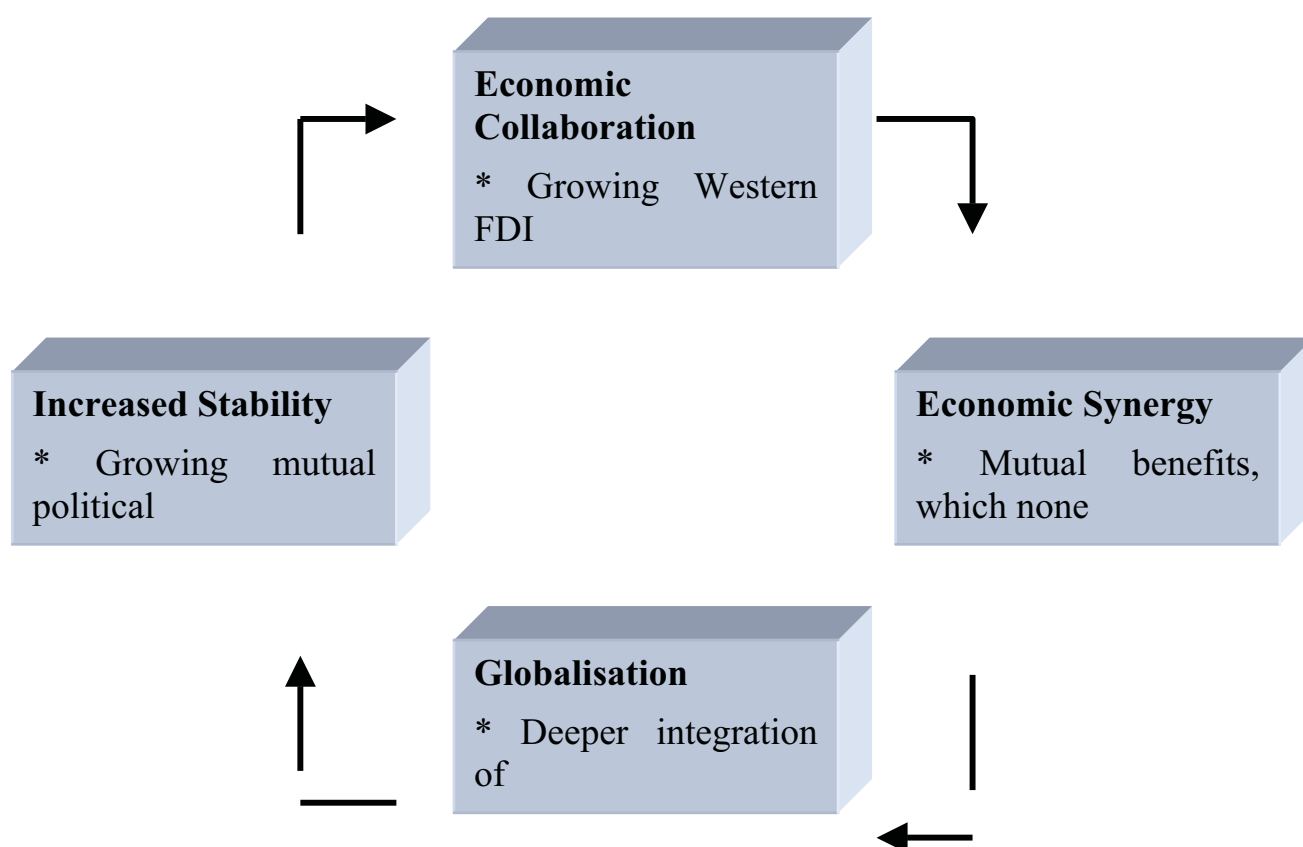 Economic
Collaboration
* Growing Western
FDI
Increased Stability
* Growing mutual
political
Economic Synergy
* Mutual benefits,
which none
Globalisation
* Deeper integration
of